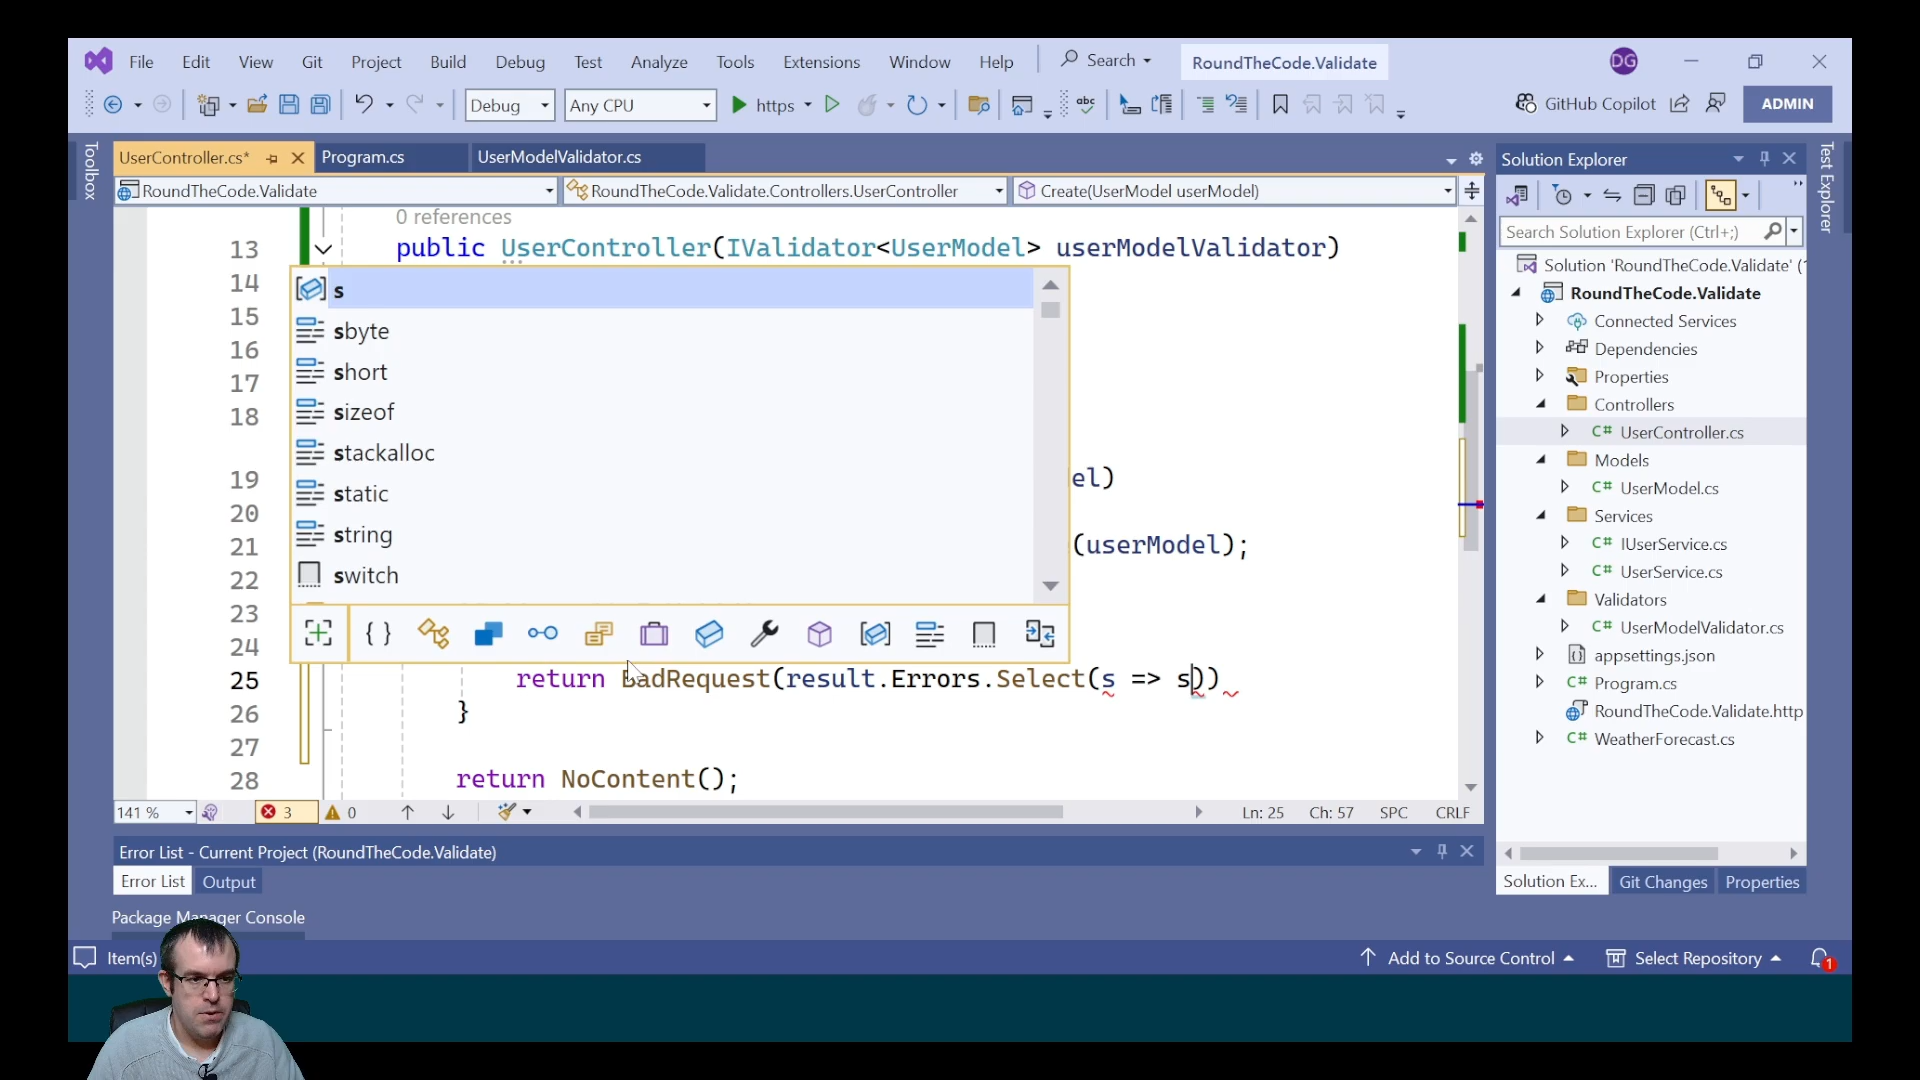 File Edit View Git Project Build Debug Test Analyze Tools Extensions Window Help Search RoundTheCode.Validate DG
Debug Any CPU https abc GitHub Copilot ADMIN
Toolbox
UserController.cs* Program.cs UserModelValidator.cs
RoundTheCode.Validate RoundTheCode.Validate.Controllers.UserController Create(UserModel userModel)
0 references
13 public UserController(IValidator<UserModel> userModelValidator)
14
15
16
17
18
19 el)
20
21 (userModel);
22
23
24
25 return BadRequest(result.Errors.Select(s => s))
26 }
27
28 return NoContent();
s
sbyte
short
sizeof
stackalloc
static
string
switch
141 % 3 0 Ln: 25 Ch: 57 SPC CRLF
Error List - Current Project (RoundTheCode.Validate)
Error List Output
Package Manager Console
Solution Explorer
Test Explorer
Search Solution Explorer (Ctrl+;)
Solution 'RoundTheCode.Validate' (
RoundTheCode.Validate
Connected Services
Dependencies
Properties
Controllers
C# UserController.cs
Models
C# UserModel.cs
Services
C# IUserService.cs
C# UserService.cs
Validators
C# UserModelValidator.cs
appsettings.json
C# Program.cs
RoundTheCode.Validate.http
C# WeatherForecast.cs
Solution Ex... Git Changes Properties
Item(s) Add to Source Control Select Repository 1